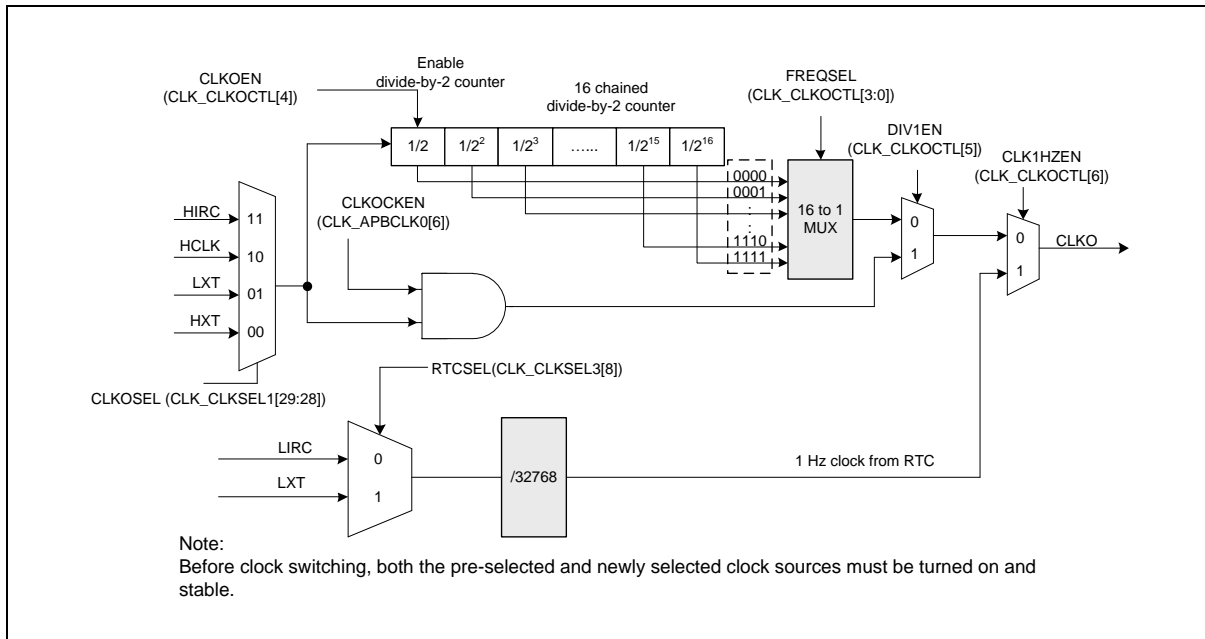 Enable
divide-by-2 counter
CLKOEN
(CLK_CLKOCTL[4])
16 chained
divide-by-2 counter
FREQSEL
(CLK_CLKOCTL[3:0])
DIV1EN
(CLK_CLKOCTL[5])
CLK1HZEN
(CLK_CLKOCTL[6])
1/2 1/2² 1/2³ …... 1/2¹⁵ 1/2¹⁶
0000
0001
:
:
1110
1111
16 to 1
MUX
0
1
0
1
CLKO
CLKOCKEN
(CLK_APBCLK0[6])
HIRC 11
HCLK 10
LXT 01
HXT 00
CLKOSEL (CLK_CLKSEL1[29:28])
RTCSEL(CLK_CLKSEL3[8])
LIRC 0
LXT 1
/32768
1 Hz clock from RTC
Note:
Before clock switching, both the pre-selected and newly selected clock sources must be turned on and
stable.